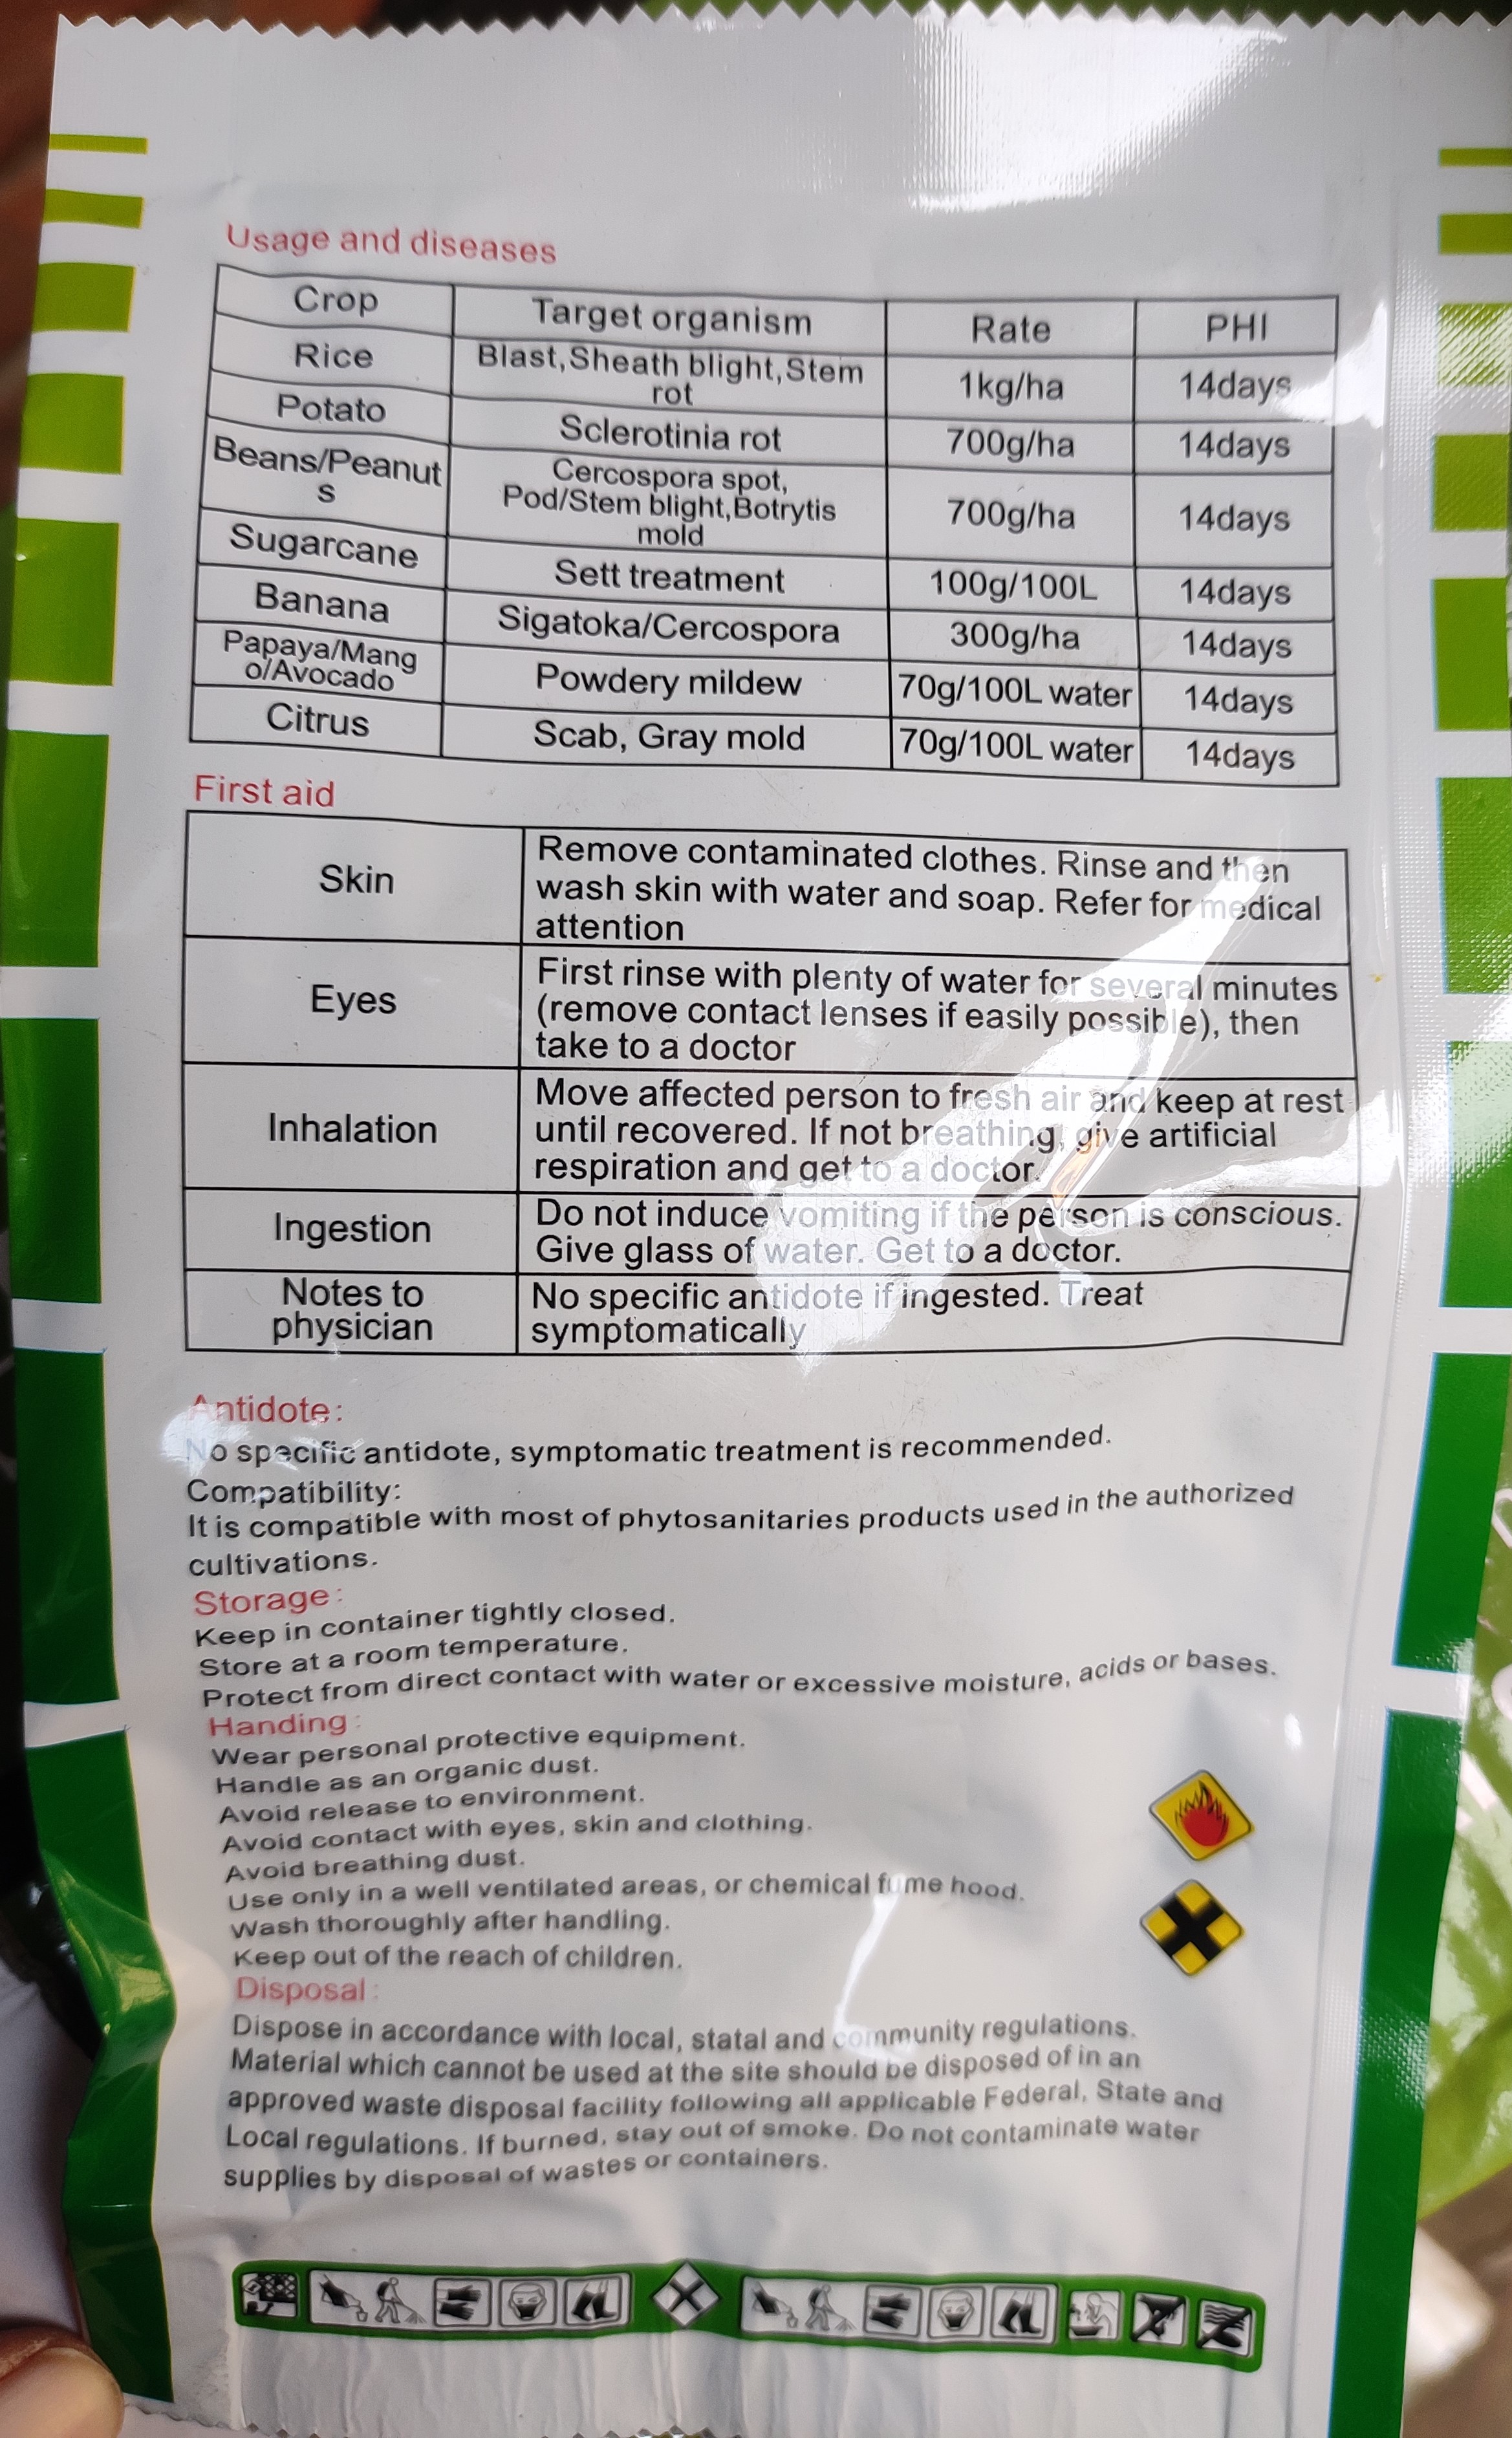 Usage and diseases
Crop Target organism Rate PHI
Rice Blast,Sheath blight,Stem rot 1kg/ha 14days
Potato Sclerotinia rot 700g/ha 14days
Beans/Peanuts Cercospora spot, Pod/Stem blight,Botrytis mold 700g/ha 14days
Sugarcane Sett treatment 100g/100L 14days
Banana Sigatoka/Cercospora 300g/ha 14days
Papaya/Mango/Avocado Powdery mildew 70g/100L water 14days
Citrus Scab, Gray mold 70g/100L water 14days
First aid
Skin
Remove contaminated clothes. Rinse and then
wash skin with water and soap. Refer for medical
attention
Eyes
First rinse with plenty of water for several minutes
(remove contact lenses if easily possible), then
take to a doctor
Inhalation
Move affected person to fresh air and keep at rest
until recovered. If not breathing, give artificial
respiration and get to a doctor.
Ingestion
Do not induce vomiting if the person is conscious.
Give glass of water. Get to a doctor.
Notes to
physician
No specific antidote if ingested. Treat
symptomatically
Antidote:
No specific antidote, symptomatic treatment is recommended.
Compatibility:
It is compatible with most of phytosanitaries products used in the authorized
cultivations.
Storage:
Keep in container tightly closed.
Store at a room temperature.
Protect from direct contact with water or excessive moisture, acids or bases.
Handing:
Wear personal protective equipment.
Handle as an organic dust.
Avoid release to environment.
Avoid contact with eyes, skin and clothing.
Avoid breathing dust.
Use only in a well ventilated areas, or chemical fume hood.
Wash thoroughly after handling.
Keep out of the reach of children.
Disposal:
Dispose in accordance with local, statal and community regulations.
Material which cannot be used at the site should be disposed of in an
approved waste disposal facility following all applicable Federal, State and
Local regulations. If burned, stay out of smoke. Do not contaminate water
supplies by disposal of wastes or containers.